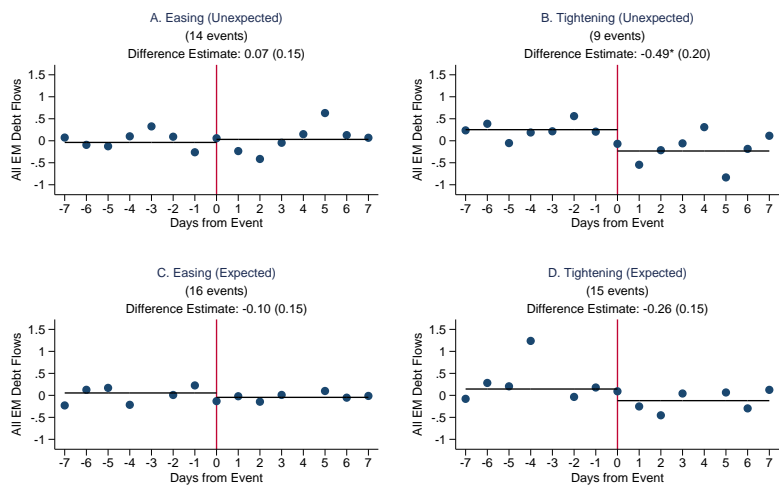 A. Easing (Unexpected)
(14 events)
Difference Estimate: 0.07 (0.15)
All EM Debt Flows
1.5
1
.5
0
-.5
-1
-7 -6 -5 -4 -3 -2 -1 0 1 2 3 4 5 6 7
Days from Event
B. Tightening (Unexpected)
(9 events)
Difference Estimate: -0.49* (0.20)
All EM Debt Flows
1.5
1
.5
0
-.5
-1
-7 -6 -5 -4 -3 -2 -1 0 1 2 3 4 5 6 7
Days from Event
C. Easing (Expected)
(16 events)
Difference Estimate: -0.10 (0.15)
All EM Debt Flows
1.5
1
.5
0
-.5
-1
-7 -6 -5 -4 -3 -2 -1 0 1 2 3 4 5 6 7
Days from Event
D. Tightening (Expected)
(15 events)
Difference Estimate: -0.26 (0.15)
All EM Debt Flows
1.5
1
.5
0
-.5
-1
-7 -6 -5 -4 -3 -2 -1 0 1 2 3 4 5 6 7
Days from Event